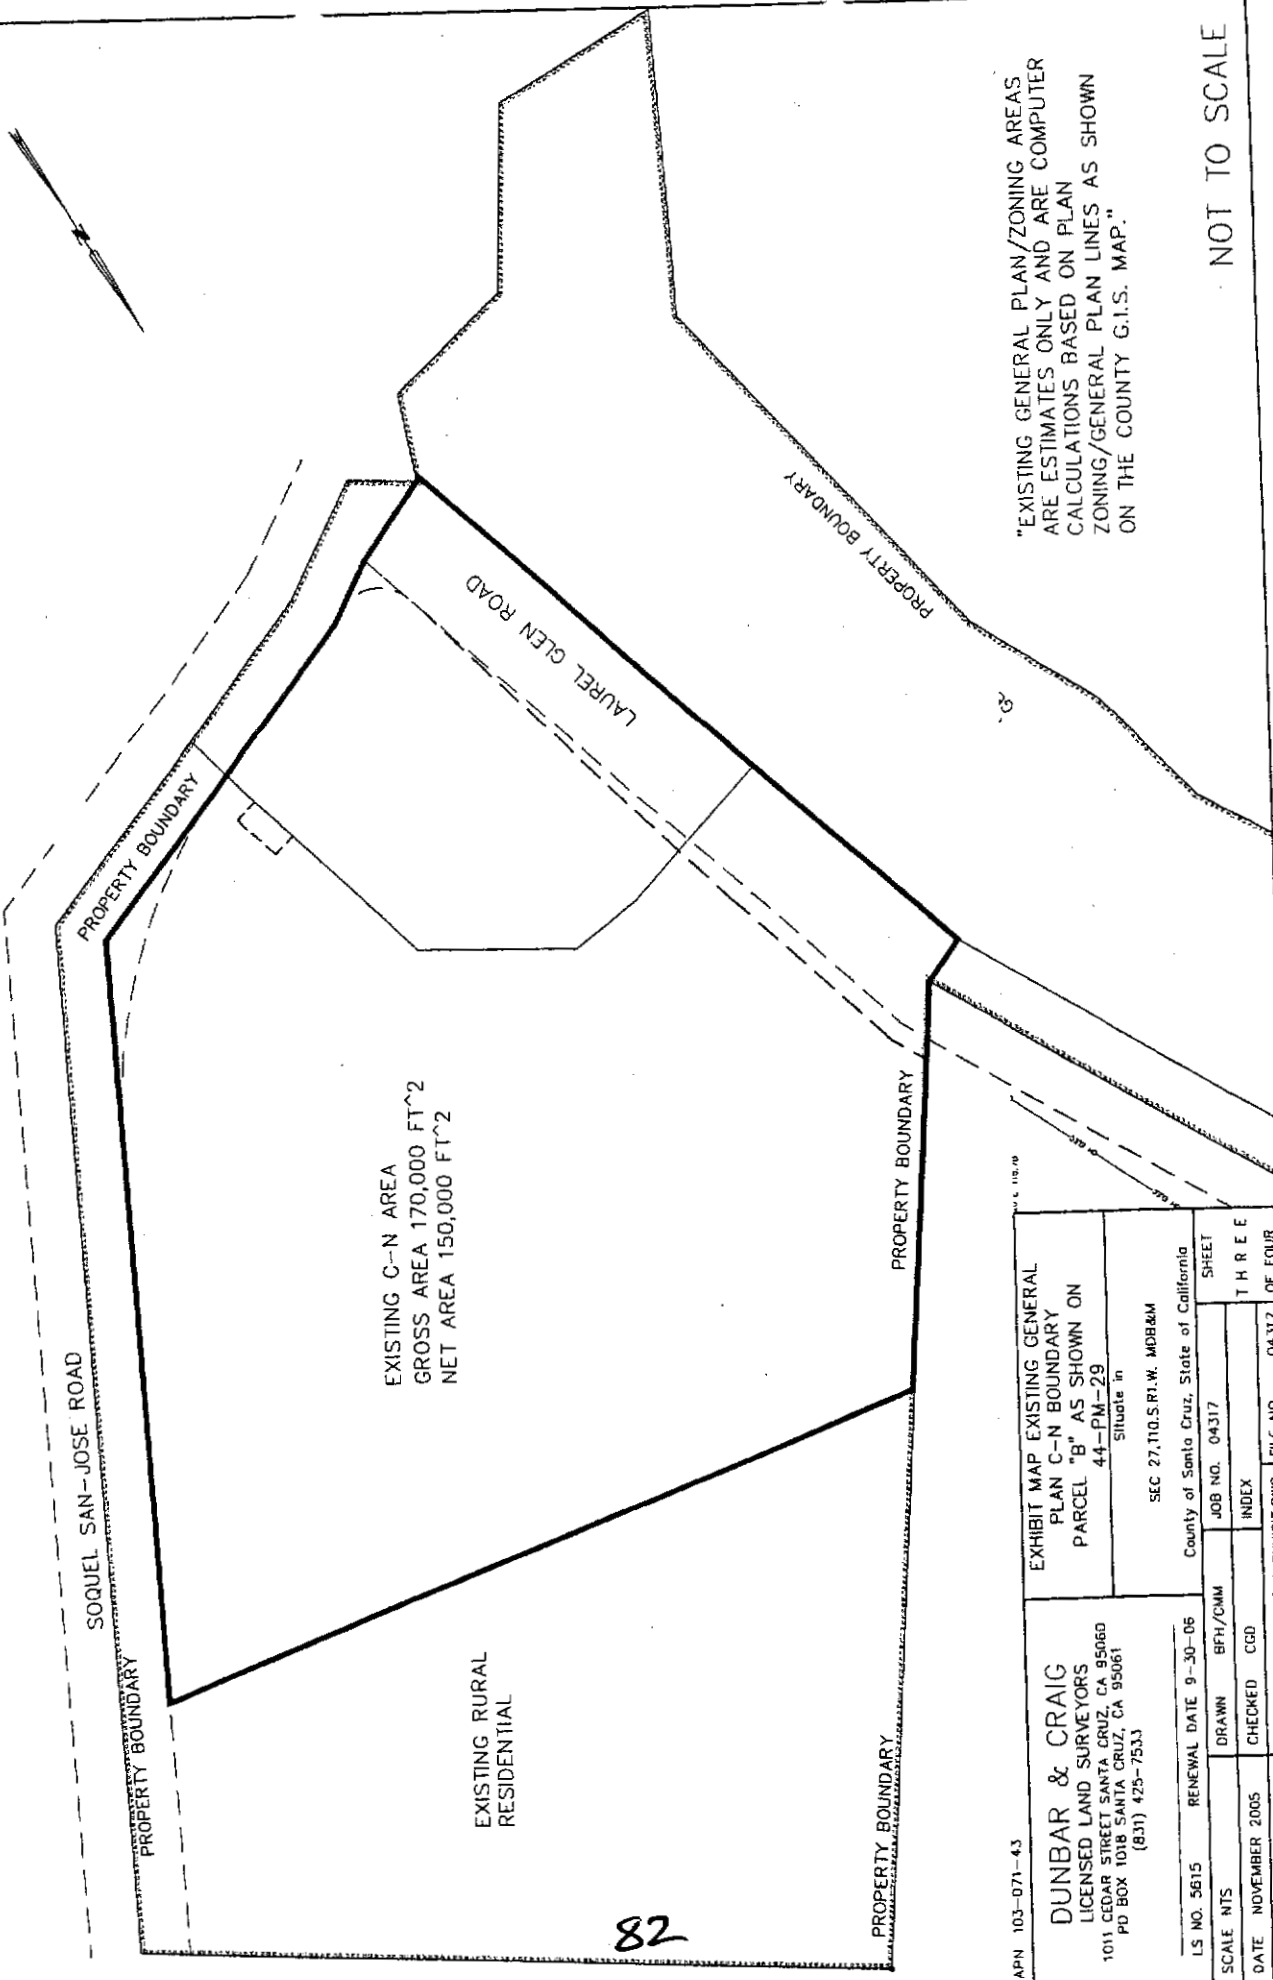 SOQUEL SAN-JOSE ROAD
PROPERTY BOUNDARY
PROPERTY BOUNDARY
N
LAUREL GLEN ROAD
PROPERTY BOUNDARY
EXISTING C-N AREA
GROSS AREA 170,000 FT^2
NET AREA 150,000 FT^2
EXISTING RURAL
RESIDENTIAL
PROPERTY BOUNDARY
PROPERTY BOUNDARY
82
"EXISTING GENERAL PLAN/ZONING AREAS
ARE ESTIMATES ONLY AND ARE COMPUTER
CALCULATIONS BASED ON PLAN
ZONING/GENERAL PLAN LINES AS SHOWN
ON THE COUNTY G.I.S. MAP."
NOT TO SCALE
APN 103-071-43
DUNBAR & CRAIG
LICENSED LAND SURVEYORS
1011 CEDAR STREET SANTA CRUZ, CA 95060
PO BOX 1018 SANTA CRUZ, CA 95061
(831) 425-7533
LS NO. 5615 RENEWAL DATE 9-30-06
EXHIBIT MAP EXISTING GENERAL
PLAN C-N BOUNDARY
PARCEL "B" AS SHOWN ON
44-PM-29
Situate in
SEC 27,T10.S.R1.W. MDB&M
County of Santa Cruz, State of California
SCALE NTS DRAWN BFH/CMM JOB NO. 04317 SHEET
DATE NOVEMBER 2005 CHECKED CGD INDEX THREE
FILE NO. 04317 OF FOUR